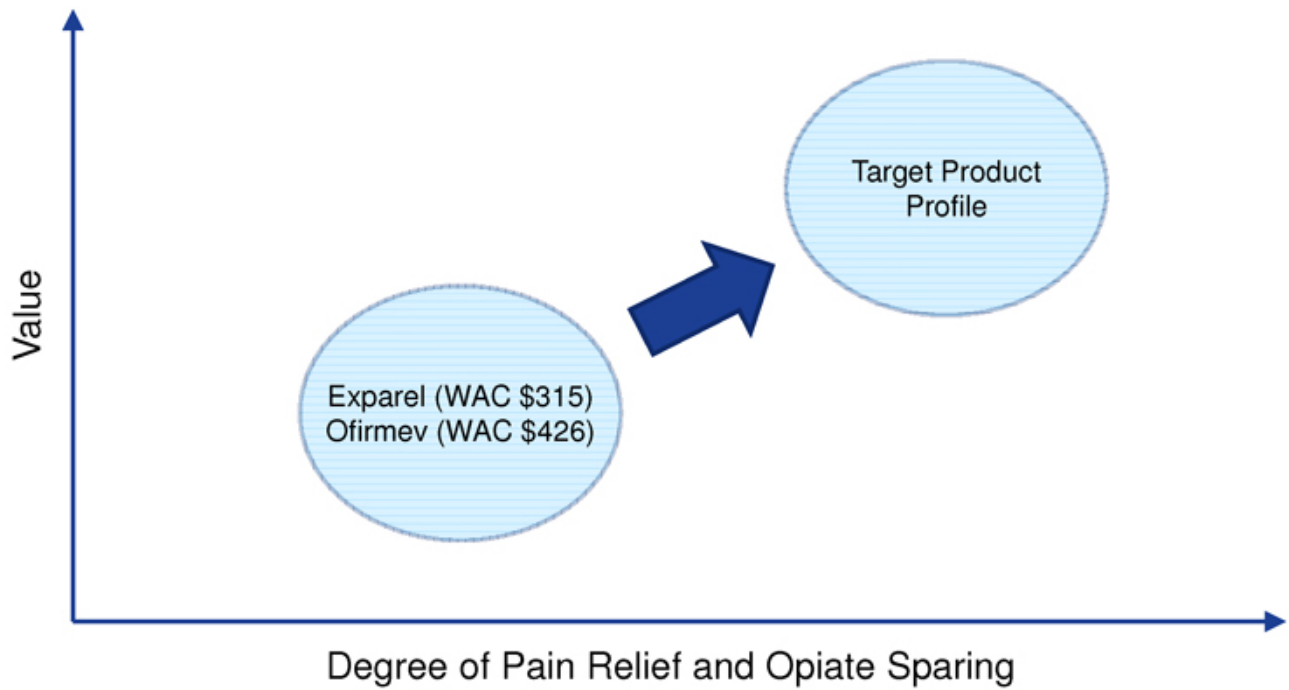 Target Product
Profile
Value
Exparel (WAC $315)
Ofirmev (WAC $426)
Degree of Pain Relief and Opiate Sparing